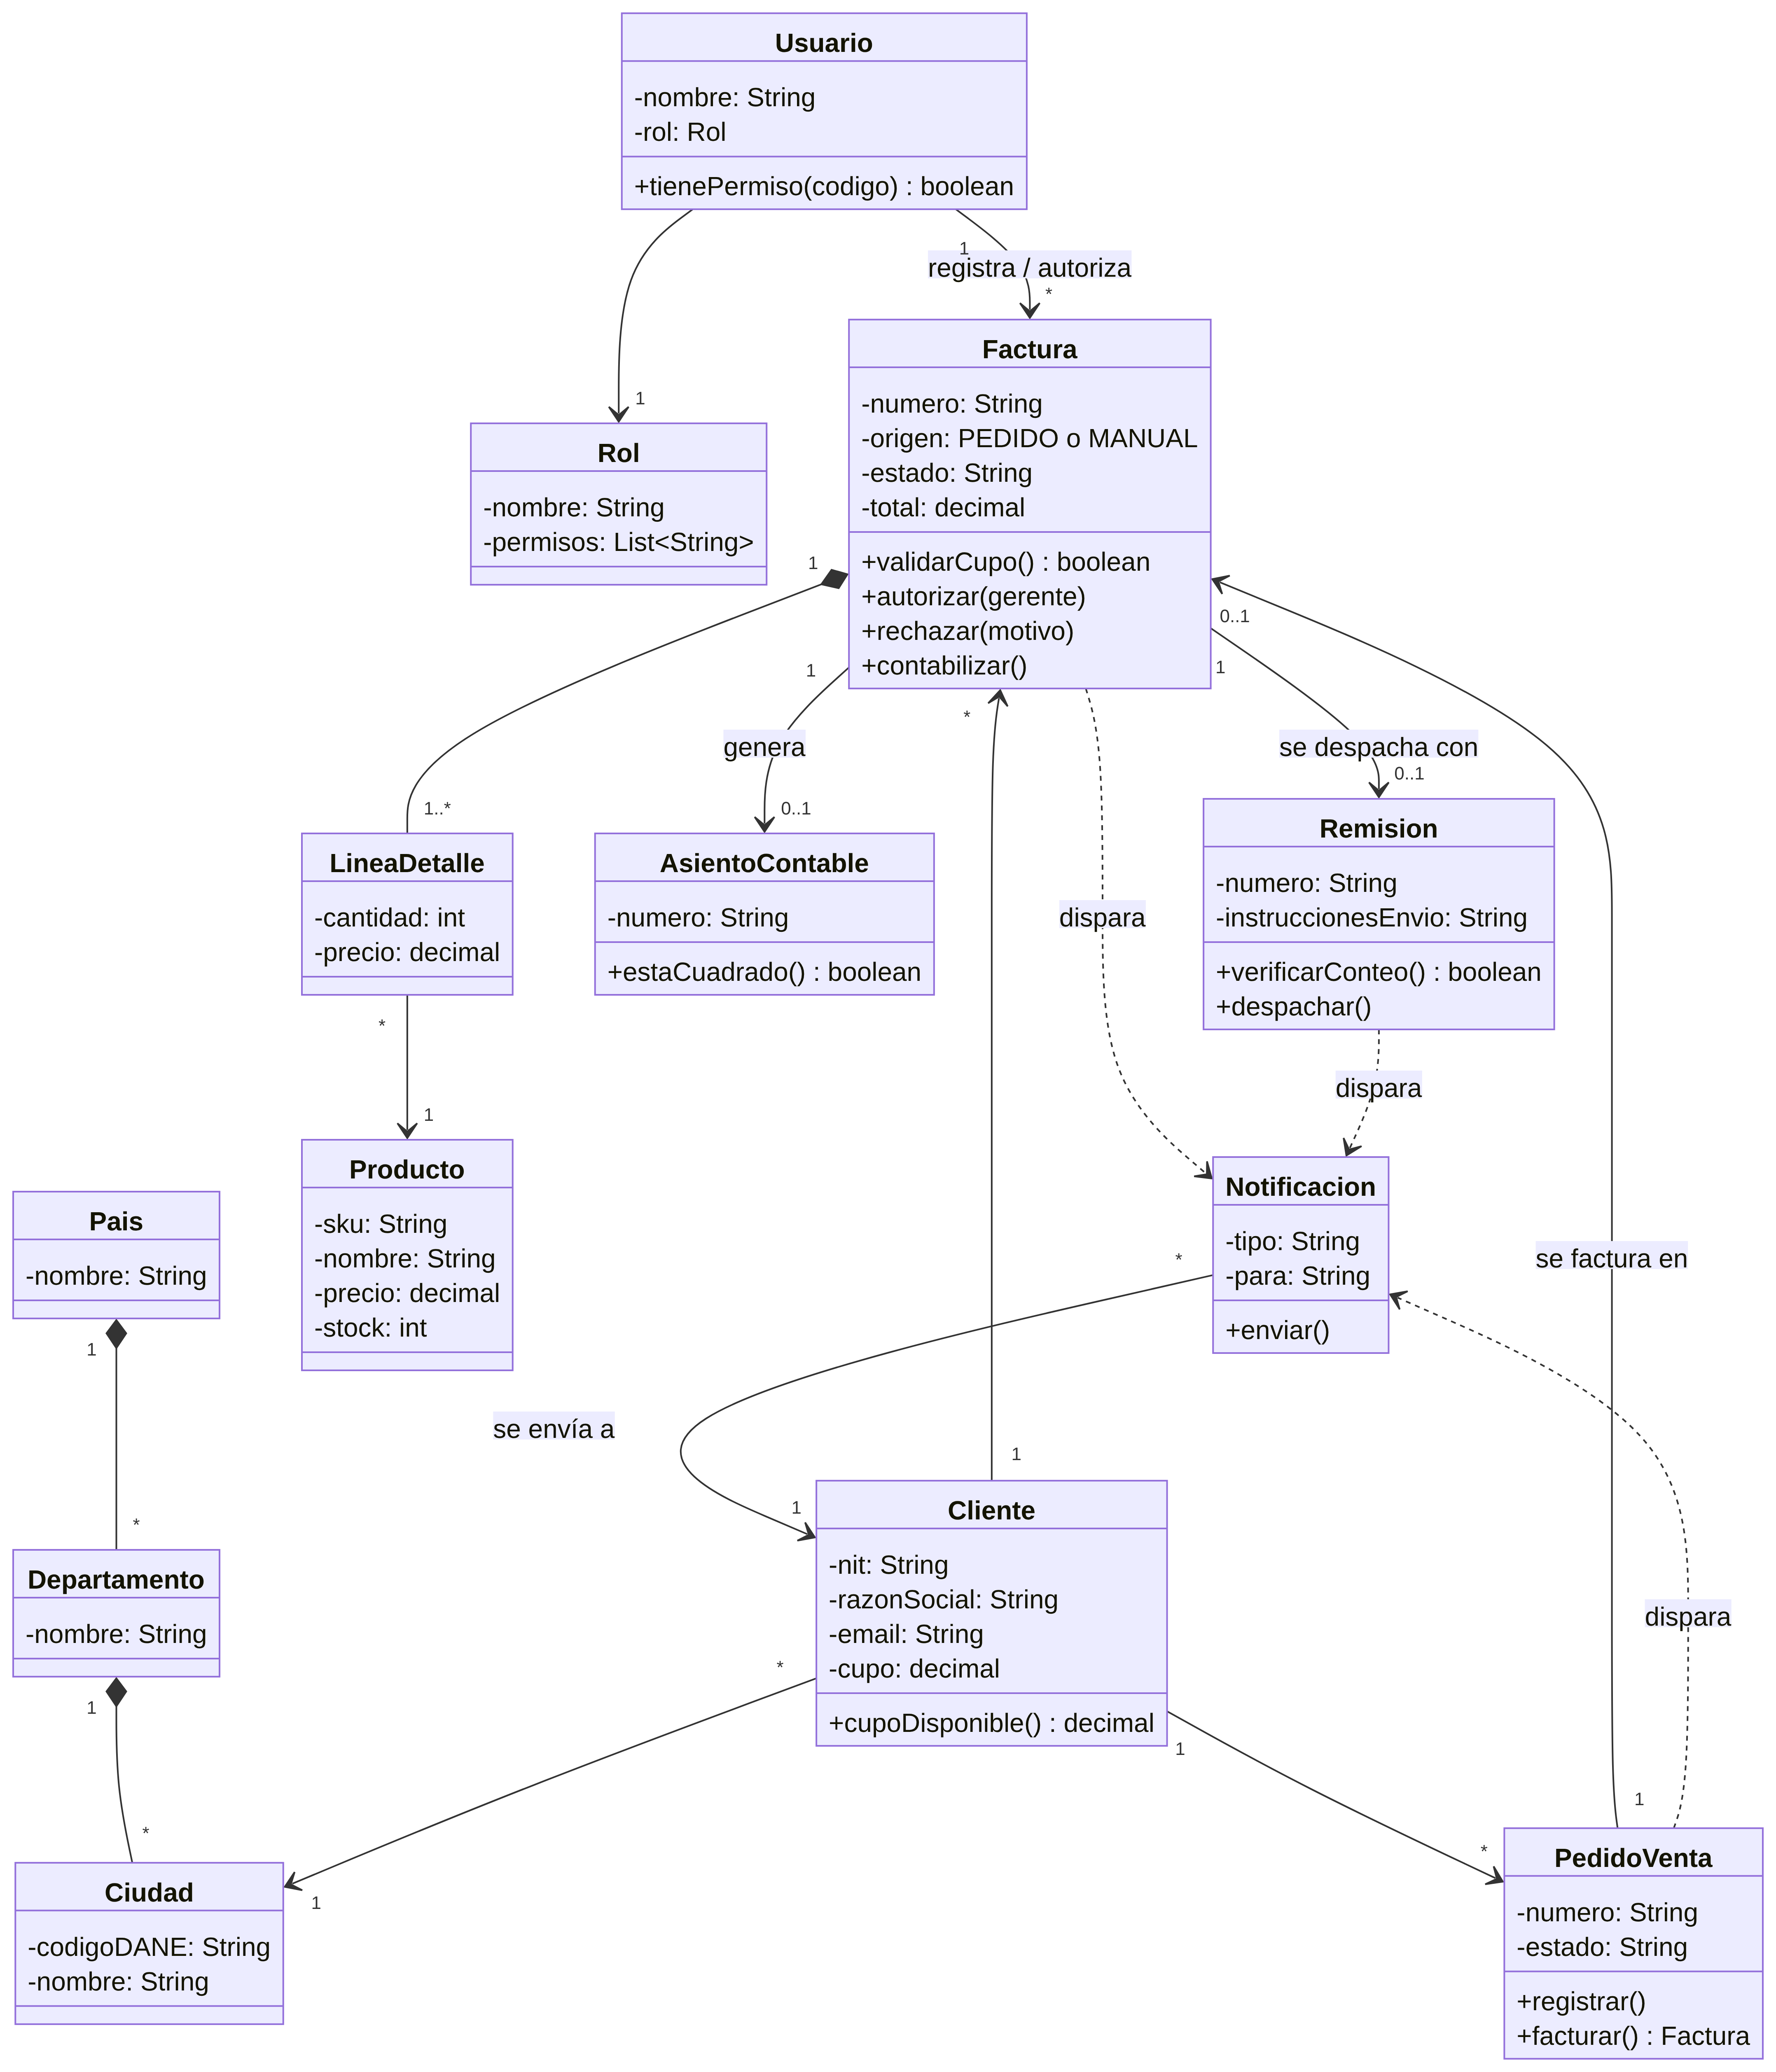 Usuario
-nombre: String
-rol: Rol
+tienePermiso(codigo) : boolean
1
registra / autoriza
*
1
Factura
-numero: String
-origen: PEDIDO o MANUAL
-estado: String
-total: decimal
+validarCupo() : boolean
+autorizar(gerente)
+rechazar(motivo)
+contabilizar()
Rol
-nombre: String
-permisos: List<String>
1
1
0..1
1
*
genera
se despacha con
1..*
0..1
0..1
LineaDetalle
-cantidad: int
-precio: decimal
AsientoContable
-numero: String
+estaCuadrado() : boolean
dispara
Remision
-numero: String
-instruccionesEnvio: String
+verificarConteo() : boolean
+despachar()
*
1
dispara
Producto
-sku: String
-nombre: String
-precio: decimal
-stock: int
Pais
-nombre: String
1
*
Notificacion
-tipo: String
-para: String
+enviar()
*
se factura en
se envía a
1
1
Cliente
-nit: String
-razonSocial: String
-email: String
-cupo: decimal
+cupoDisponible() : decimal
Departamento
-nombre: String
1
*
*
1
dispara
1
*
1
Ciudad
-codigoDANE: String
-nombre: String
PedidoVenta
-numero: String
-estado: String
+registrar()
+facturar() : Factura